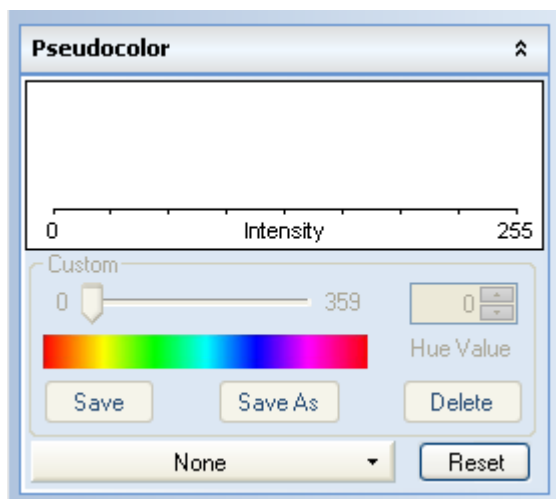 Pseudocolor
0 Intensity 255
Custom
0 359 0
Hue Value
Save Save As Delete
None Reset